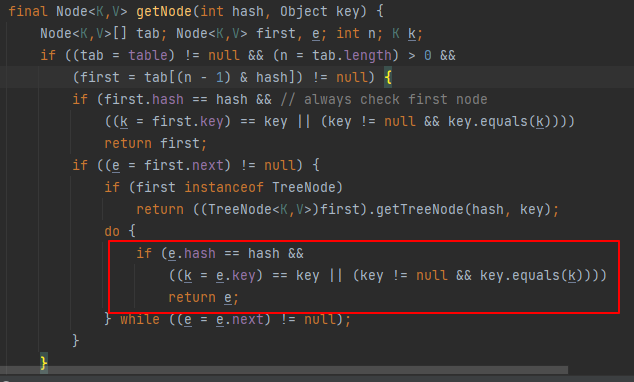 final Node<K,V> getNode(int hash, Object key) {
    Node<K,V>[] tab; Node<K,V> first, e; int n; K k;
    if ((tab = table) != null && (n = tab.length) > 0 &&
        (first = tab[(n - 1) & hash]) != null) {
        if (first.hash == hash && // always check first node
            ((k = first.key) == key || (key != null && key.equals(k))))
            return first;
        if ((e = first.next) != null) {
            if (first instanceof TreeNode)
                return ((TreeNode<K,V>)first).getTreeNode(hash, key);
            do {
                if (e.hash == hash &&
                    ((k = e.key) == key || (key != null && key.equals(k))))
                    return e;
            } while ((e = e.next) != null);
        }
    }